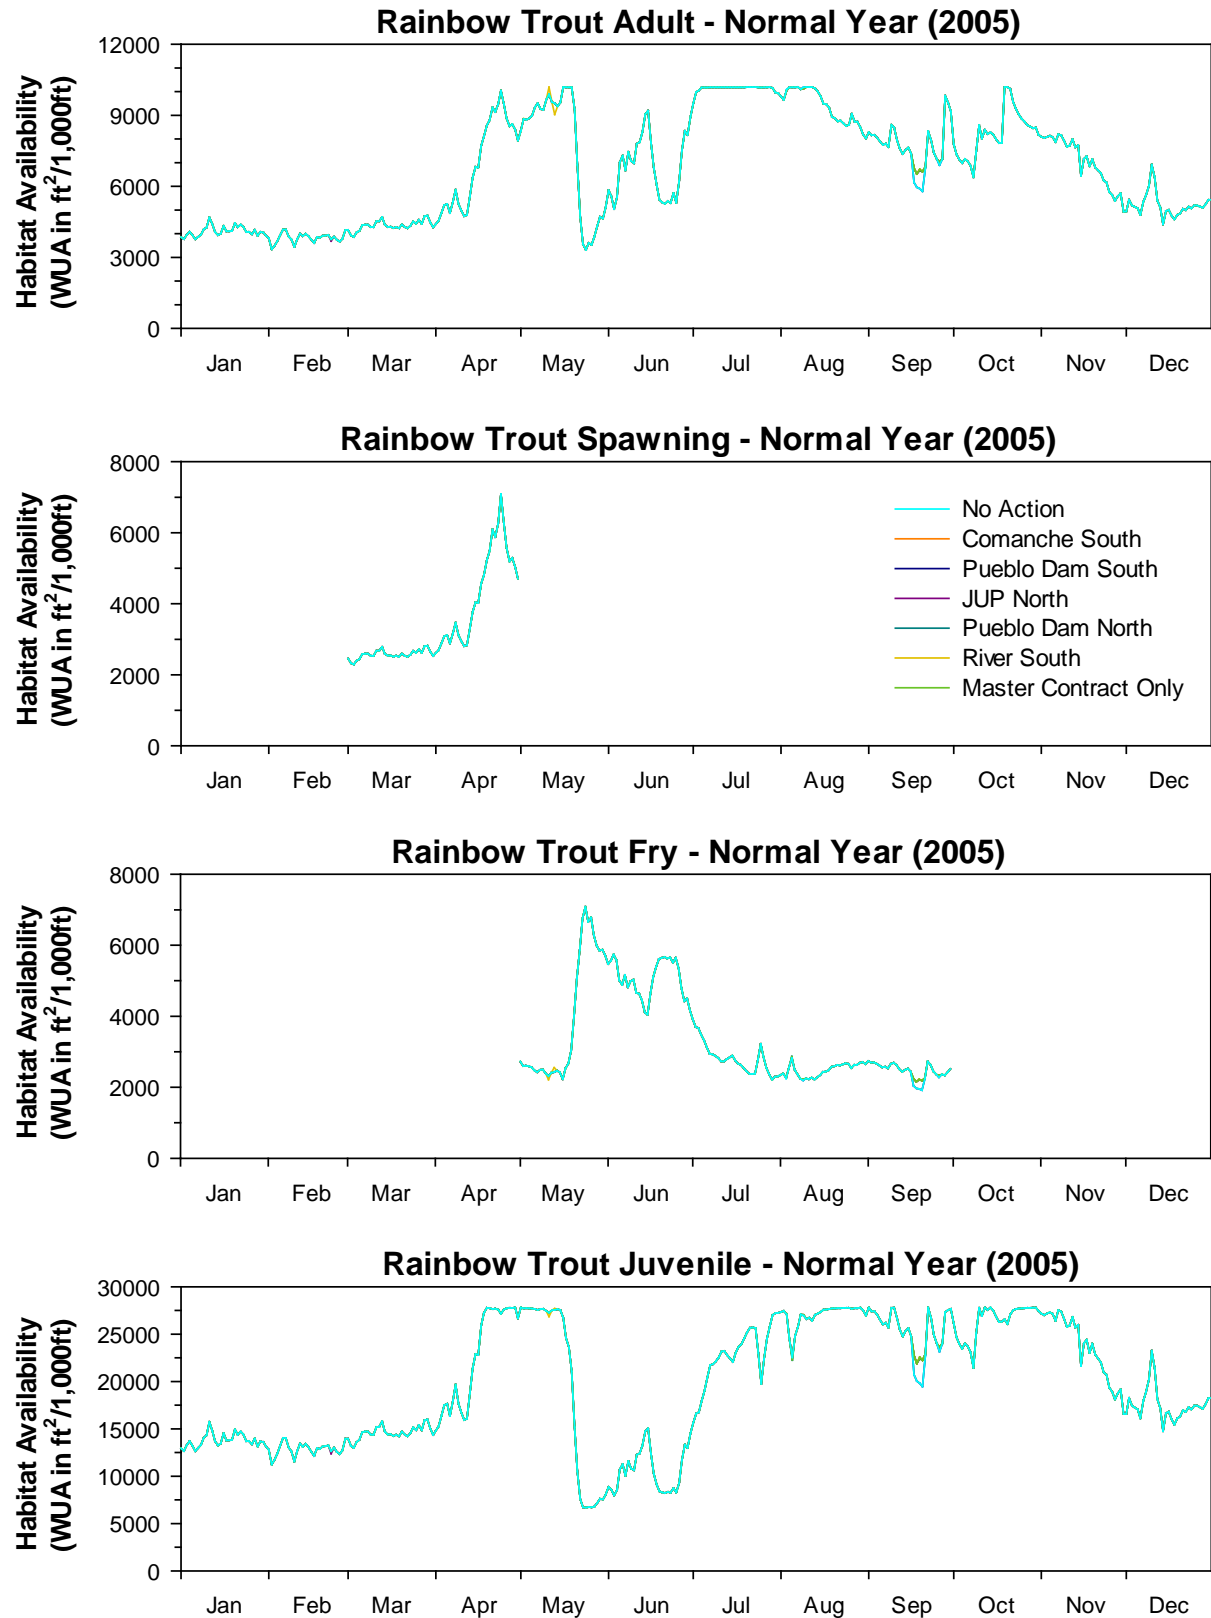 Rainbow Trout Adult - Normal Year (2005)
Habitat Availability
(WUA in ft²/1,000ft)
12000
9000
6000
3000
0
Jan Feb Mar Apr May Jun Jul Aug Sep Oct Nov Dec
Rainbow Trout Spawning - Normal Year (2005)
Habitat Availability
(WUA in ft²/1,000ft)
8000
6000
4000
2000
0
No Action
Comanche South
Pueblo Dam South
JUP North
Pueblo Dam North
River South
Master Contract Only
Jan Feb Mar Apr May Jun Jul Aug Sep Oct Nov Dec
Rainbow Trout Fry - Normal Year (2005)
Habitat Availability
(WUA in ft²/1,000ft)
8000
6000
4000
2000
0
Jan Feb Mar Apr May Jun Jul Aug Sep Oct Nov Dec
Rainbow Trout Juvenile - Normal Year (2005)
Habitat Availability
(WUA in ft²/1,000ft)
30000
25000
20000
15000
10000
5000
0
Jan Feb Mar Apr May Jun Jul Aug Sep Oct Nov Dec